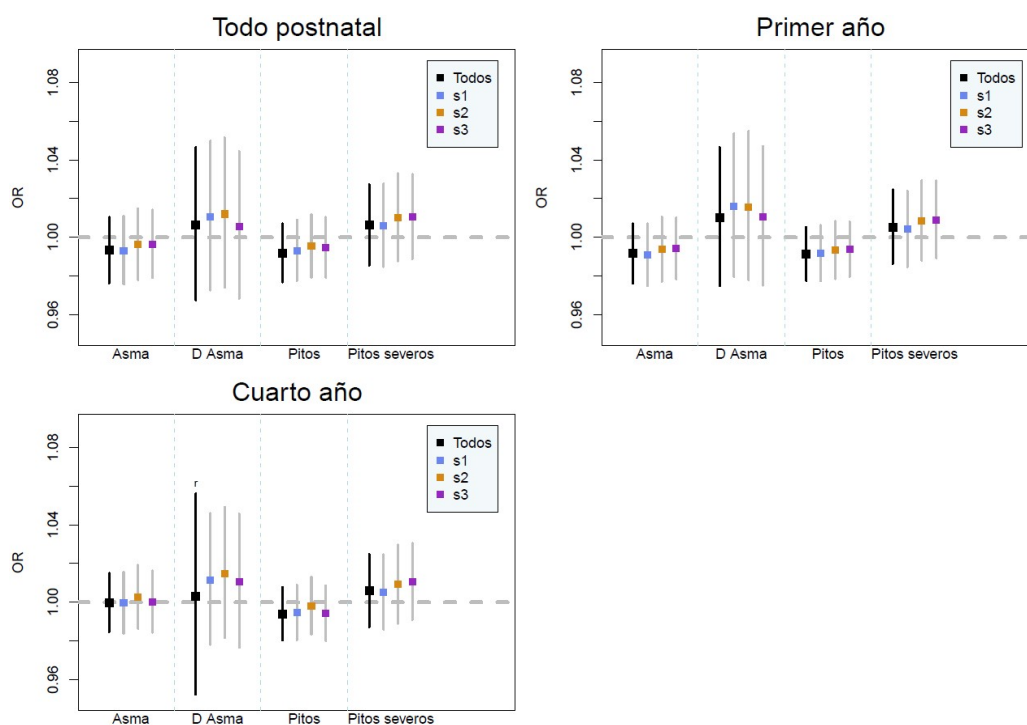 Todo postnatal
OR
1.08
1.04
1.00
0.96
Todos
s1
s2
s3
Asma
D Asma
Pitos
Pitos severos
Primer año
OR
1.08
1.04
1.00
0.96
Todos
s1
s2
s3
Asma
D Asma
Pitos
Pitos severos
Cuarto año
OR
1.08
1.04
1.00
0.96
r
Todos
s1
s2
s3
Asma
D Asma
Pitos
Pitos severos